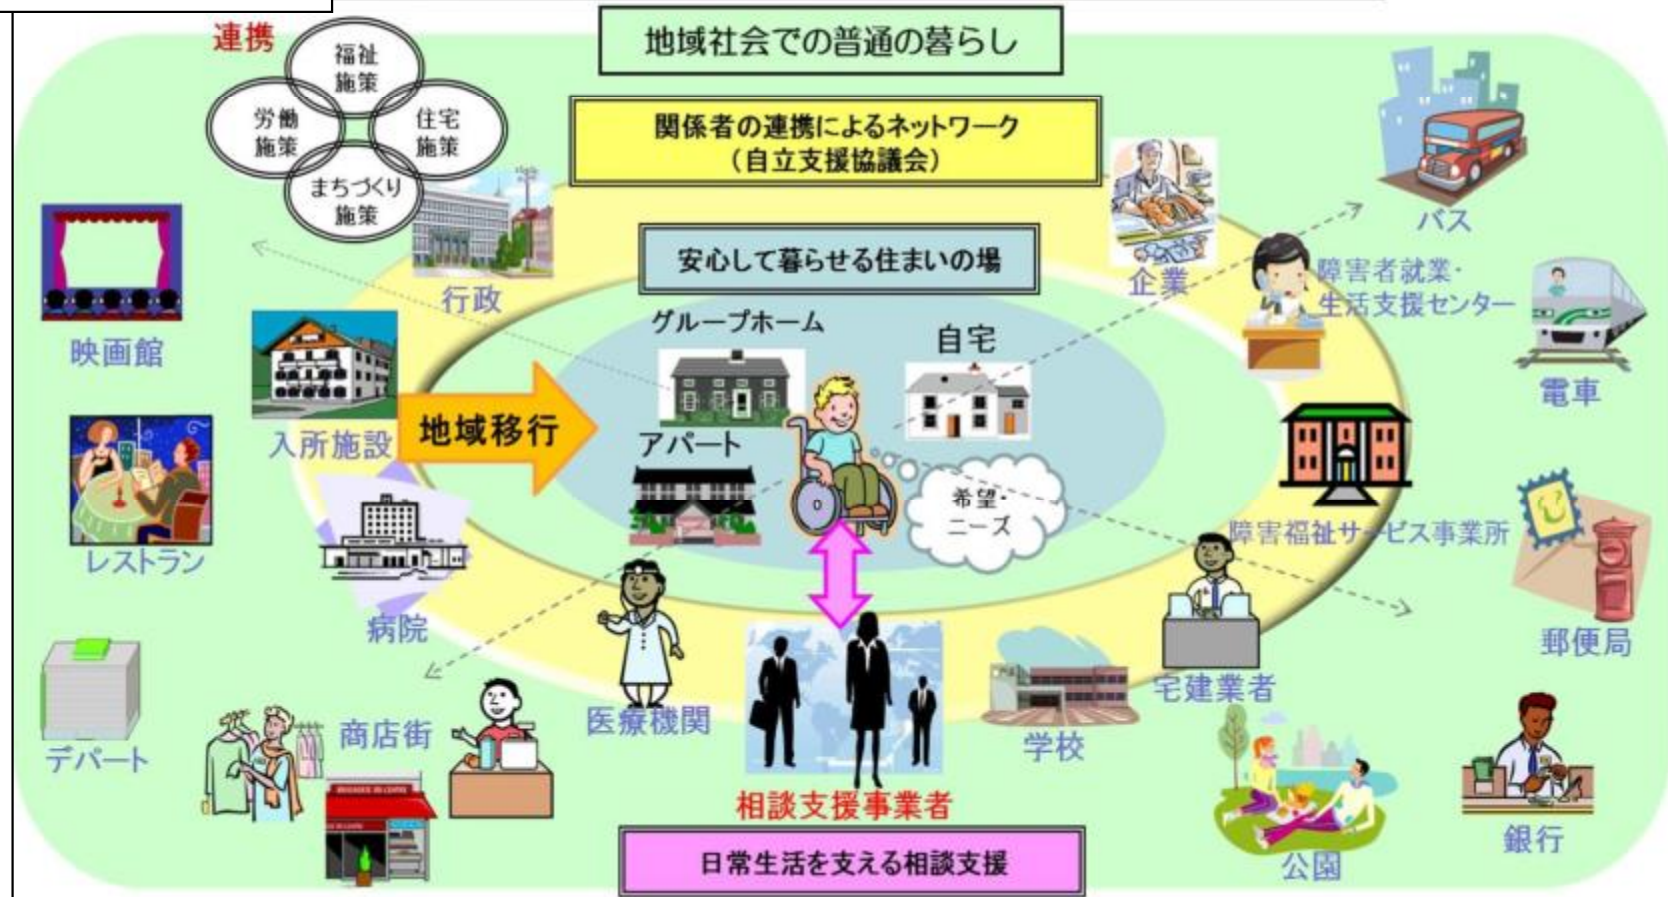 連携
福祉
施策
労働
施策
住宅
施策
まちづくり
施策
地域社会での普通の暮らし
関係者の連携によるネットワーク
(自立支援協議会)
安心して暮らせる住まいの場
行政
企業
バス
障害者就業・
生活支援センター
映画館
グループホーム
自宅
電車
入所施設
地域移行
アパート
希望・
ニーズ
レストラン
障害福祉サービス事業所
病院
郵便局
医療機関
宅建業者
商店街
学校
デパート
相談支援事業者
公園
銀行
日常生活を支える相談支援